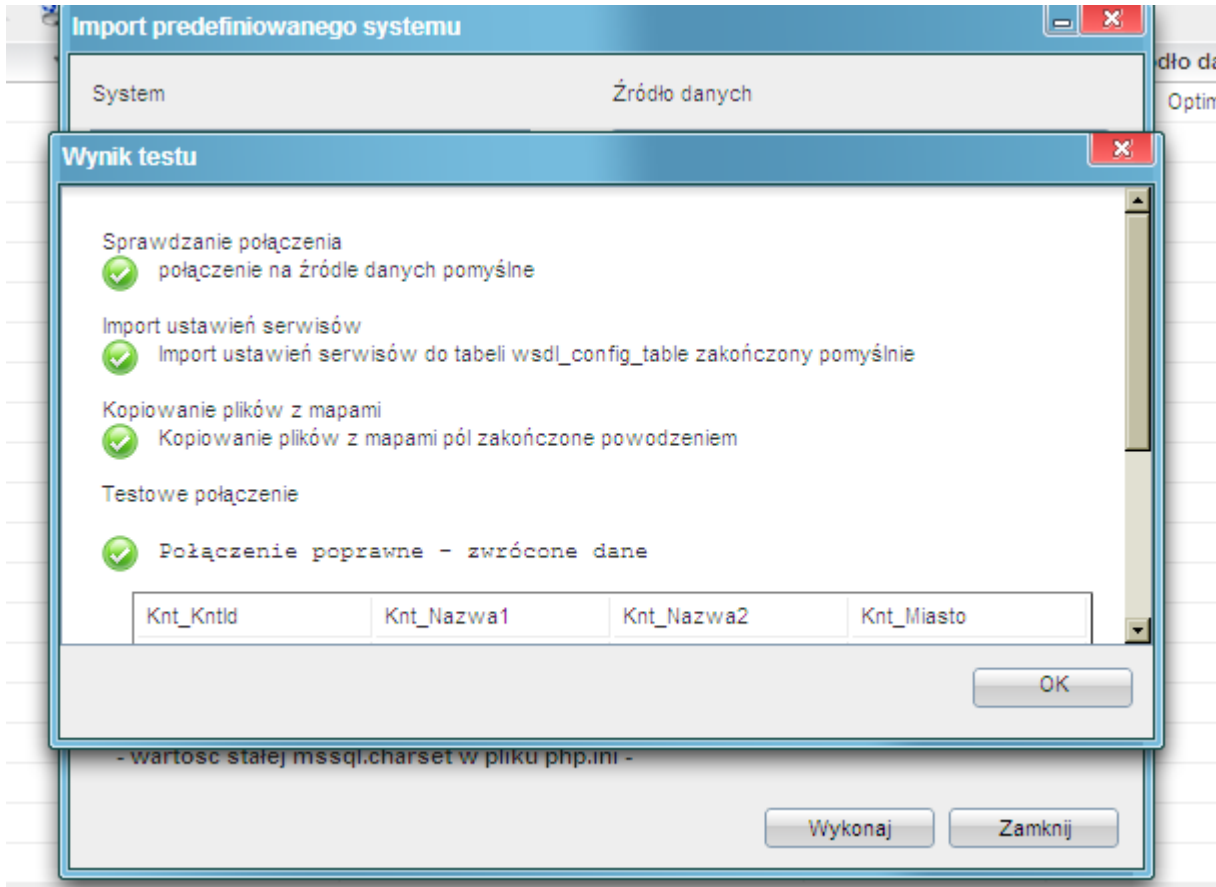 Import predefiniowanego systemu
System Źródło danych
Wynik testu
Sprawdzanie połączenia
połączenie na źródle danych pomyślne
Import ustawień serwisów
Import ustawień serwisów do tabeli wsdl_config_table zakończony pomyślnie
Kopiowanie plików z mapami
Kopiowanie plików z mapami pól zakończone powodzeniem
Testowe połączenie
Połączenie poprawne - zwrócone dane
Knt_KntId Knt_Nazwa1 Knt_Nazwa2 Knt_Miasto
OK
- wartość stałej mssql.charset w pliku php.ini -
Wykonaj Zamknij